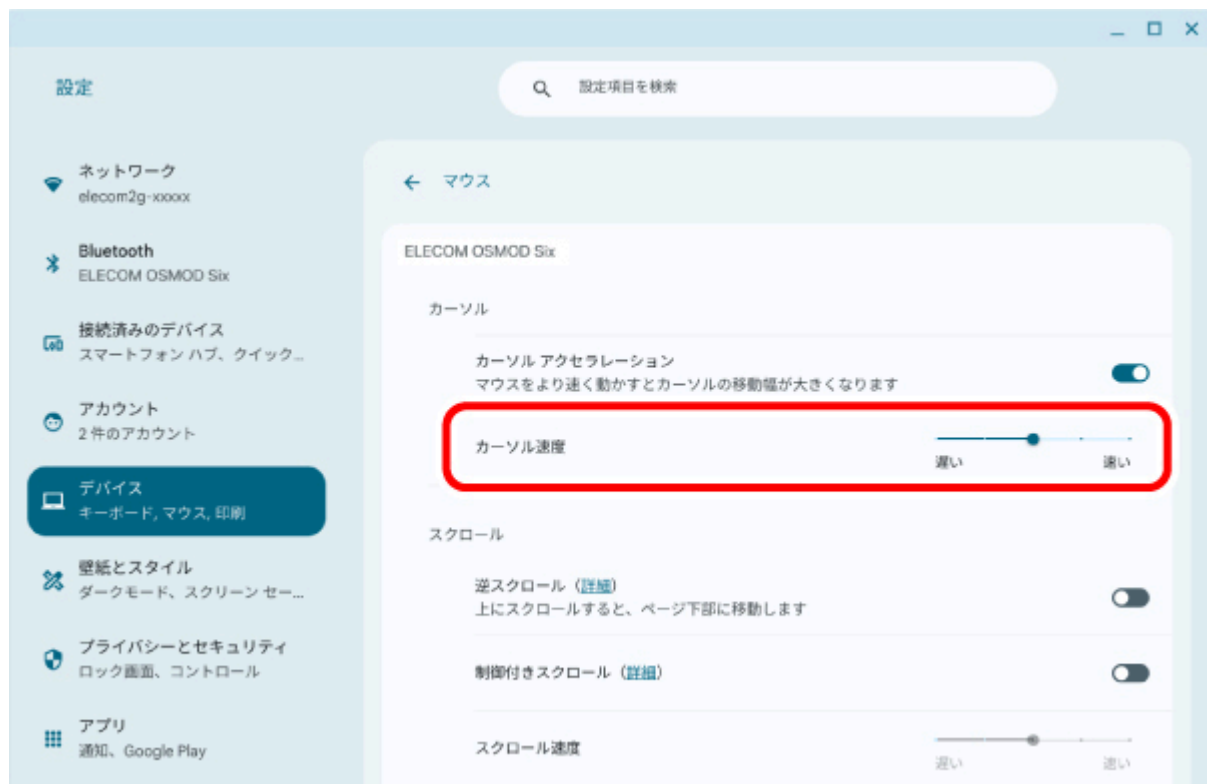 設定
設定項目を検索
ネットワーク
elecom2g-xxxxx
Bluetooth
ELECOM OSMOD Six
接続済みのデバイス
スマートフォン ハブ、クイック...
アカウント
2 件のアカウント
デバイス
キーボード, マウス, 印刷
壁紙とスタイル
ダークモード、スクリーン セー...
プライバシーとセキュリティ
ロック画面、コントロール
アプリ
通知、Google Play
マウス
ELECOM OSMOD Six
カーソル
カーソル アクセラレーション
マウスをより速く動かすとカーソルの移動幅が大きくなります
カーソル速度
遅い 速い
スクロール
逆スクロール（詳細）
上にスクロールすると、ページ下部に移動します
制御付きスクロール（詳細）
スクロール速度
遅い 速い